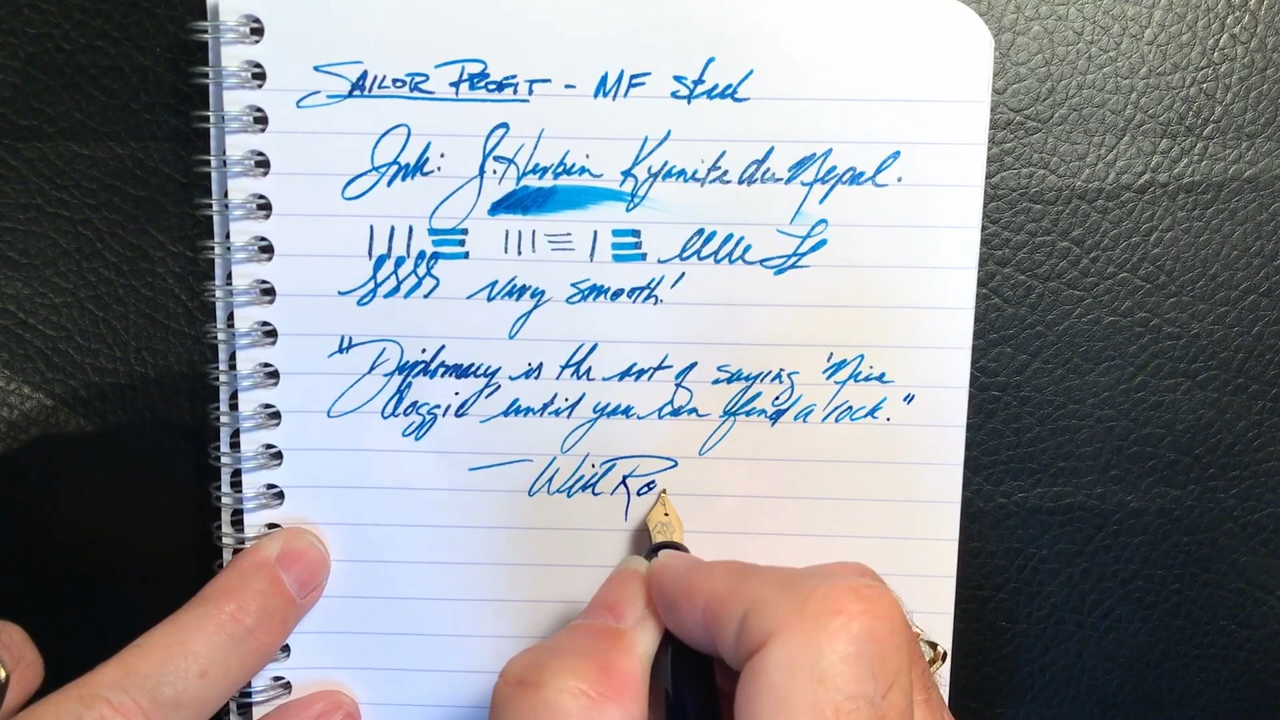 SAILOR PROFIT - MF Steel
Ink: J. Herbin Kyanite du Népal.
Very smooth!
"Diplomacy is the art of saying 'Nice
doggie' until you can find a rock."
— Will Ro